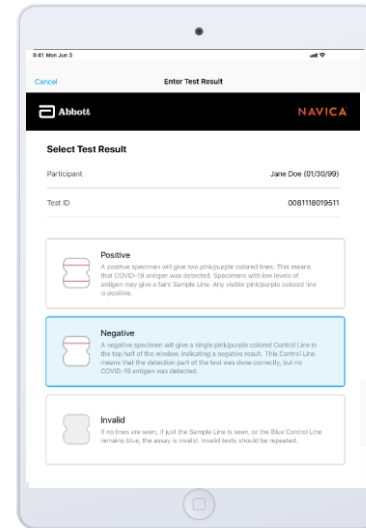 9:41 Mon Jun 3
Cancel
Enter Test Result
Abbott
NAVICA
Select Test Result
Participant
Jane Doe (01/30/99)
Test ID
0081118019511
Positive
A positive specimen will give two pink/purple colored lines. This means
that COVID-19 antigen was detected. Specimens with low levels of
antigen may give a faint Sample Line. Any visible pink/purple colored line
is positive.
Negative
A negative specimen will give a single pink/purple colored Control Line in
the top half of the window, indicating a negative result. This Control Line
means that the detection part of the test was done correctly, but no
COVID-19 antigen was detected.
Invalid
If no lines are seen, if just the Sample Line is seen, or the Blue Control Line
remains blue, the assay is invalid. Invalid tests should be repeated.